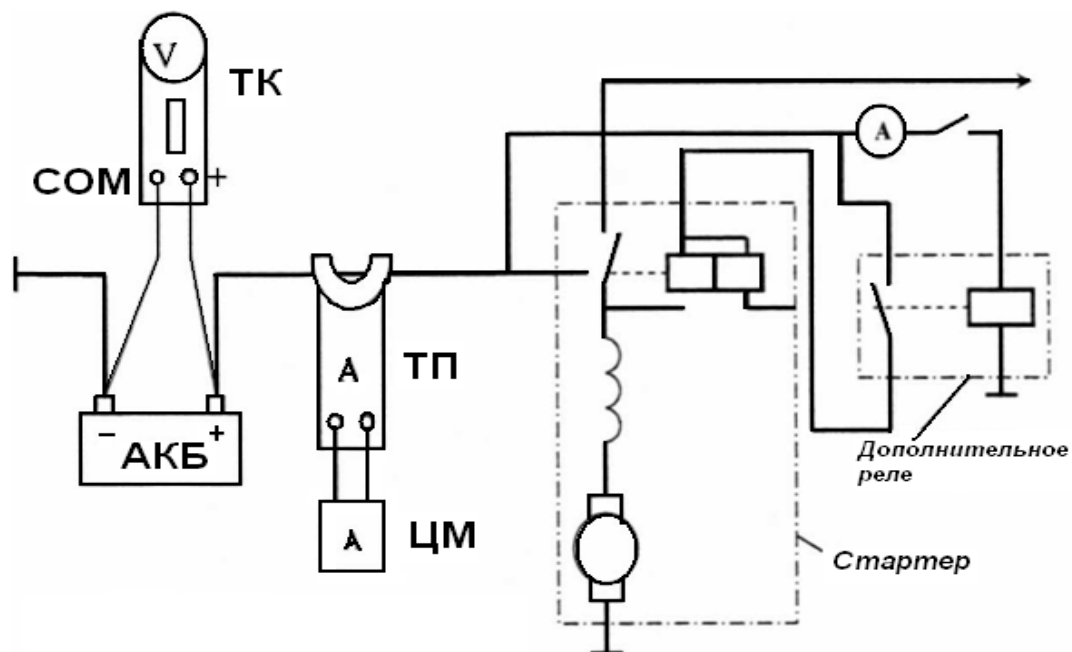 V
ТК
COM
+
A
ТП
A
− +
АКБ
A
ЦМ
Дополнительное
реле
Стартер